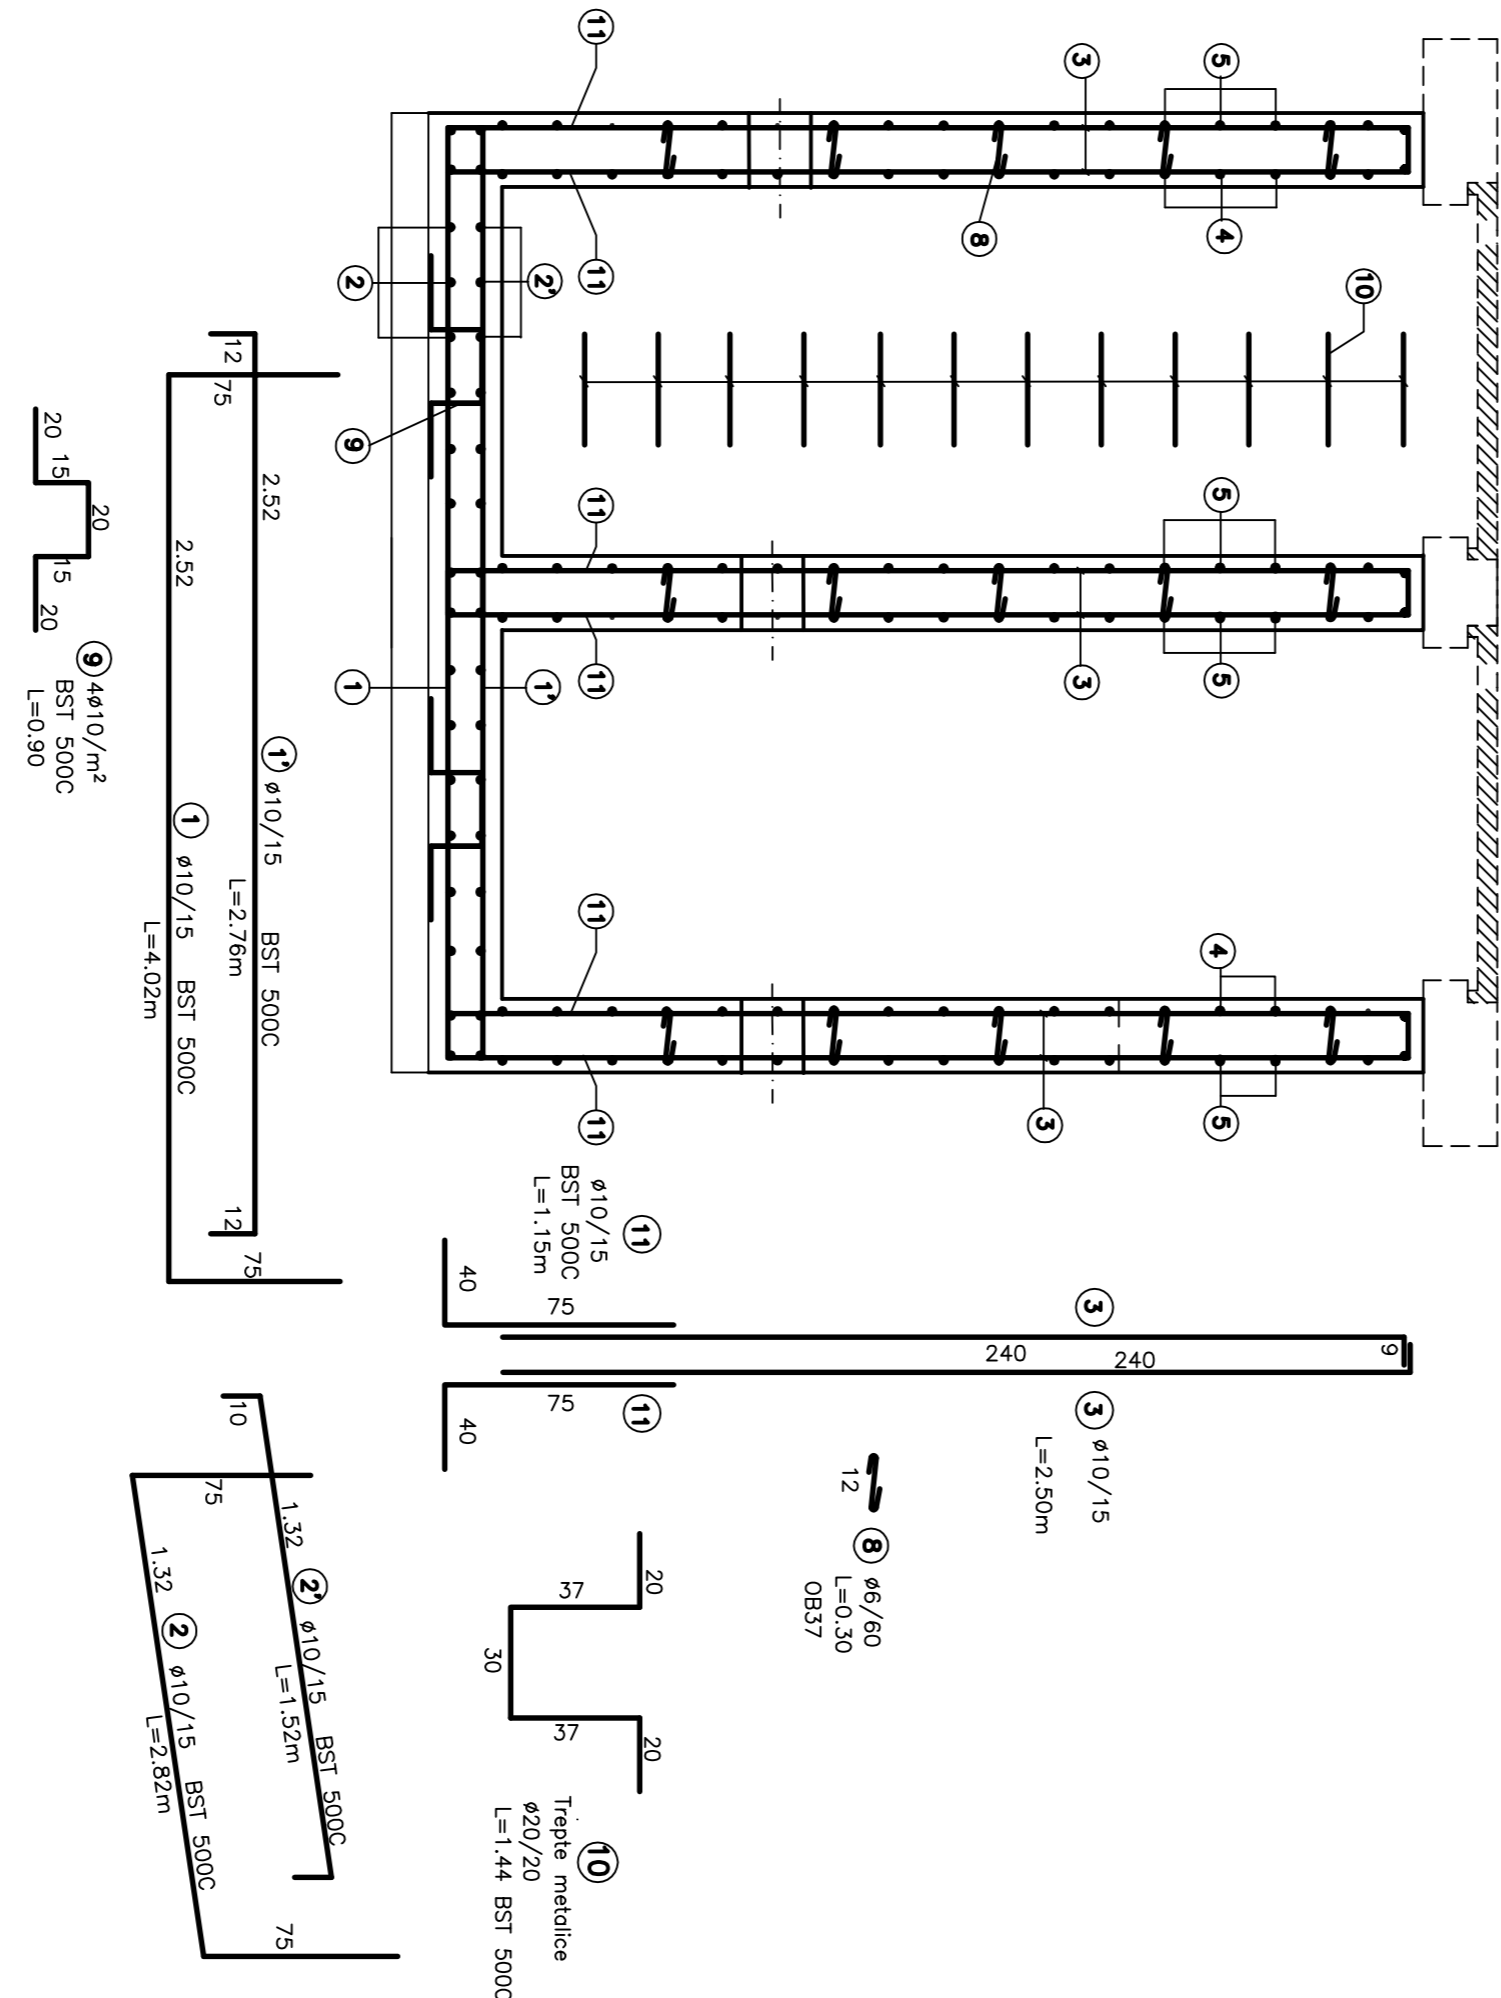 11
3
5
11
8
4
10
2
2'
9
11
5
11
3
5
1
1'
11
4
11
3
5
12
75
2.52
2.52
1' ø10/15 BST 500C
L=2.76m
1 ø10/15 BST 500C
L=4.02m
12
75
20
15
20
15
20
9 4ø10/m²
BST 500C
L=0.90
11
ø10/15
BST 500C
L=1.15m
40
75
3
240
240
9
75
40
11
3 ø10/15
L=2.50m
12
8 ø6/60
L=0.30
OB37
10
75
1.32
2' ø10/15 BST 500C
L=1.52m
1.32
2 ø10/15 BST 500C
L=2.82m
75
20
37
30
37
20
10
Trepte metalice
ø20/20
L=1.44 BST 500C